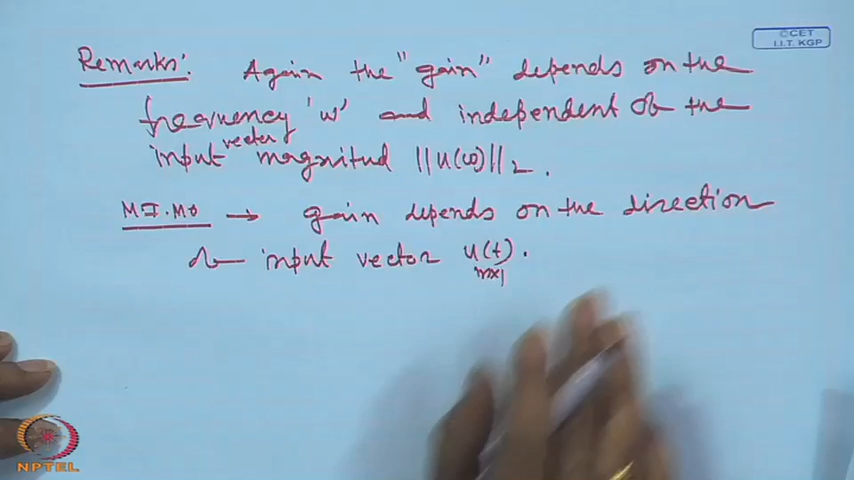 ©CET
I.I.T. KGP
Remarks: Again the "gain" depends on the
frequency 'ω' and independent of the
input vector magnitud ||u(ω)||₂.
MIMO → gain depends on the direction
of input vector u(t).
m×1
NPTEL